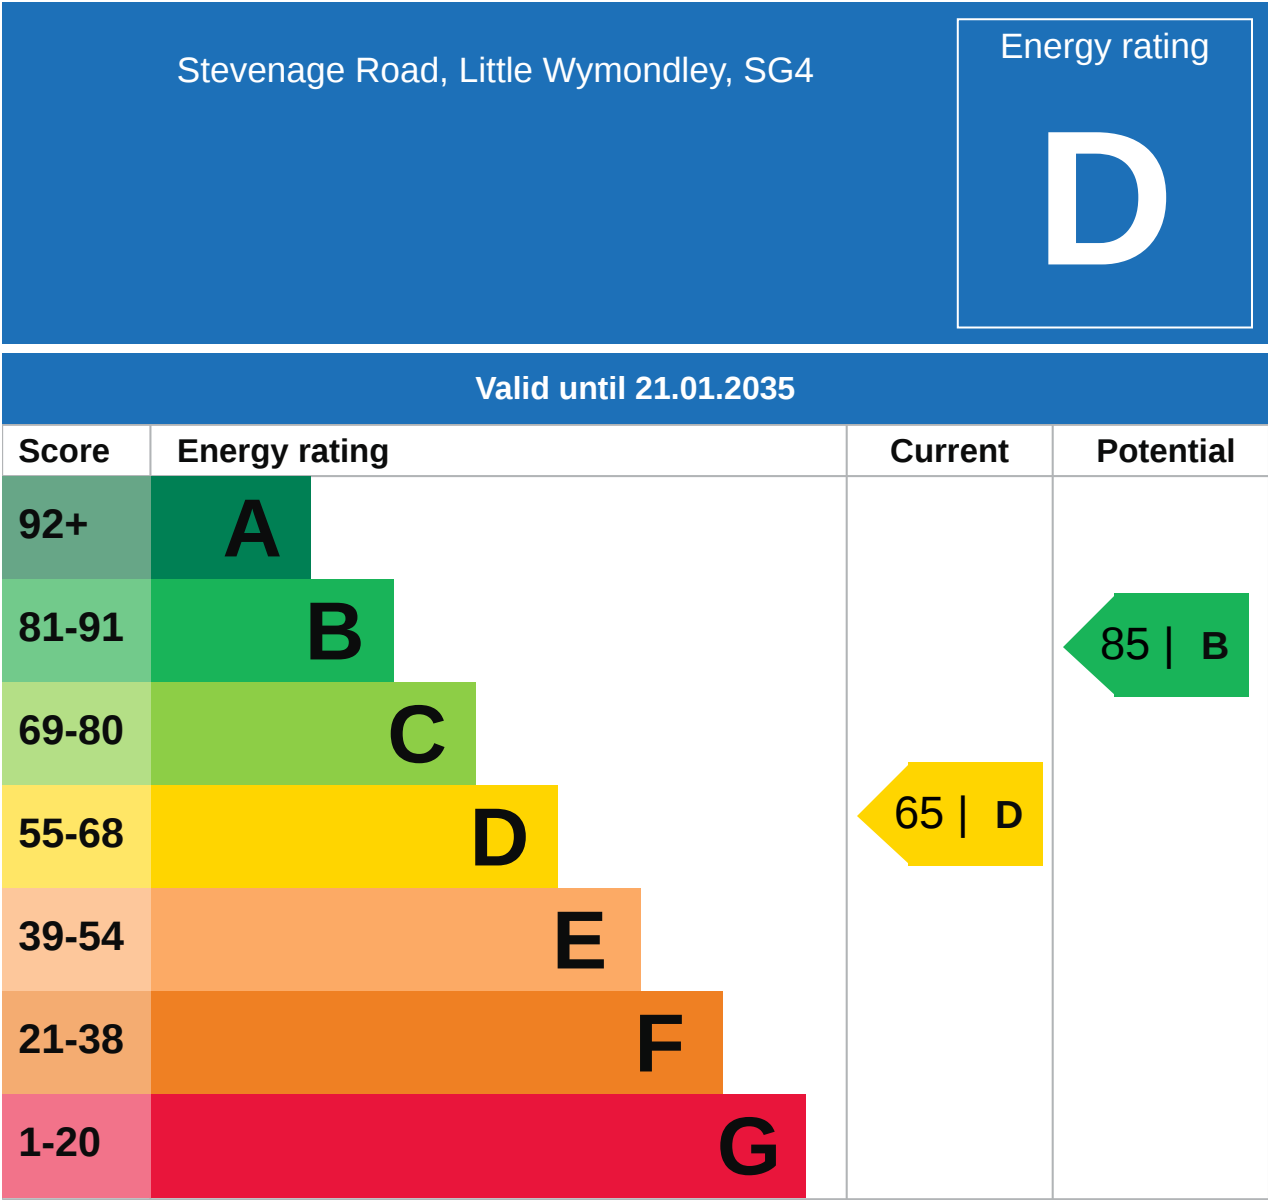 Stevenage Road, Little Wymondley, SG4
Energy rating
D
Valid until 21.01.2035
Score Energy rating Current Potential
92+ A
81-91 B
85 | B
69-80 C
55-68 D
65 | D
39-54 E
21-38 F
1-20 G